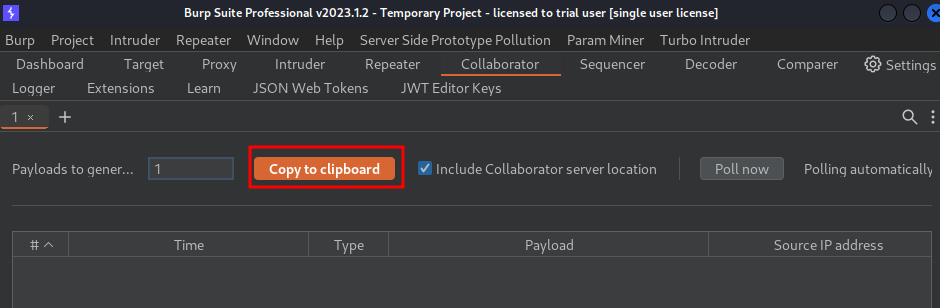 Burp Suite Professional v2023.1.2 - Temporary Project - licensed to trial user [single user license]
Burp Project Intruder Repeater Window Help Server Side Prototype Pollution Param Miner Turbo Intruder
Dashboard Target Proxy Intruder Repeater Collaborator Sequencer Decoder Comparer Settings
Logger Extensions Learn JSON Web Tokens JWT Editor Keys
1 × +
Payloads to gener... 1 Copy to clipboard Include Collaborator server location Poll now Polling automatically
# Time Type Payload Source IP address